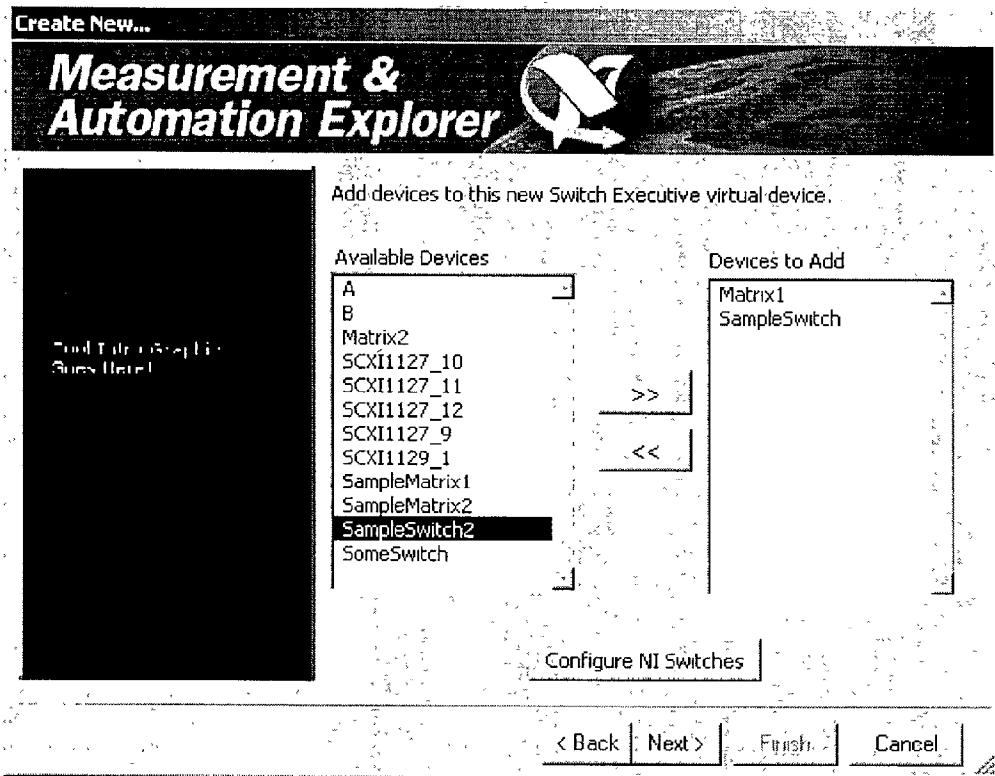 Create New...
Measurement &
Automation Explorer
Add devices to this new Switch Executive virtual device.
Available Devices
A
B
Matrix2
SCXI1127_10
SCXI1127_11
SCXI1127_12
SCXI1127_9
SCXI1129_1
SampleMatrix1
SampleMatrix2
SampleSwitch2
SomeSwitch
>>
<<
Devices to Add
Matrix1
SampleSwitch
Goes Here!
Configure NI Switches
< Back
Next >
Finish
Cancel